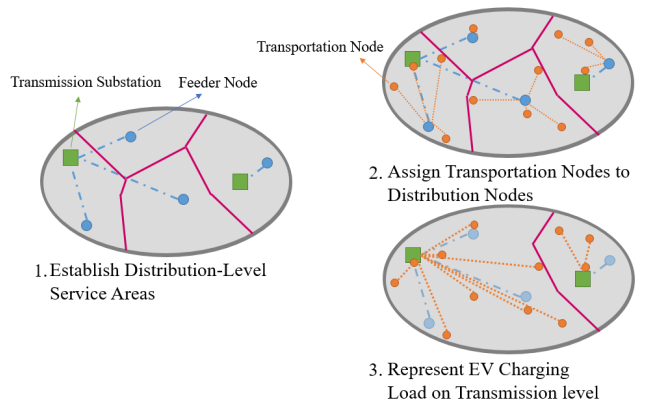 Transportation Node
Transmission Substation
Feeder Node
1. Establish Distribution-Level
Service Areas
2. Assign Transportation Nodes to
Distribution Nodes
3. Represent EV Charging
Load on Transmission level